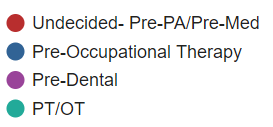 Undecided- Pre-PA/Pre-Med
Pre-Occupational Therapy
Pre-Dental
PT/OT